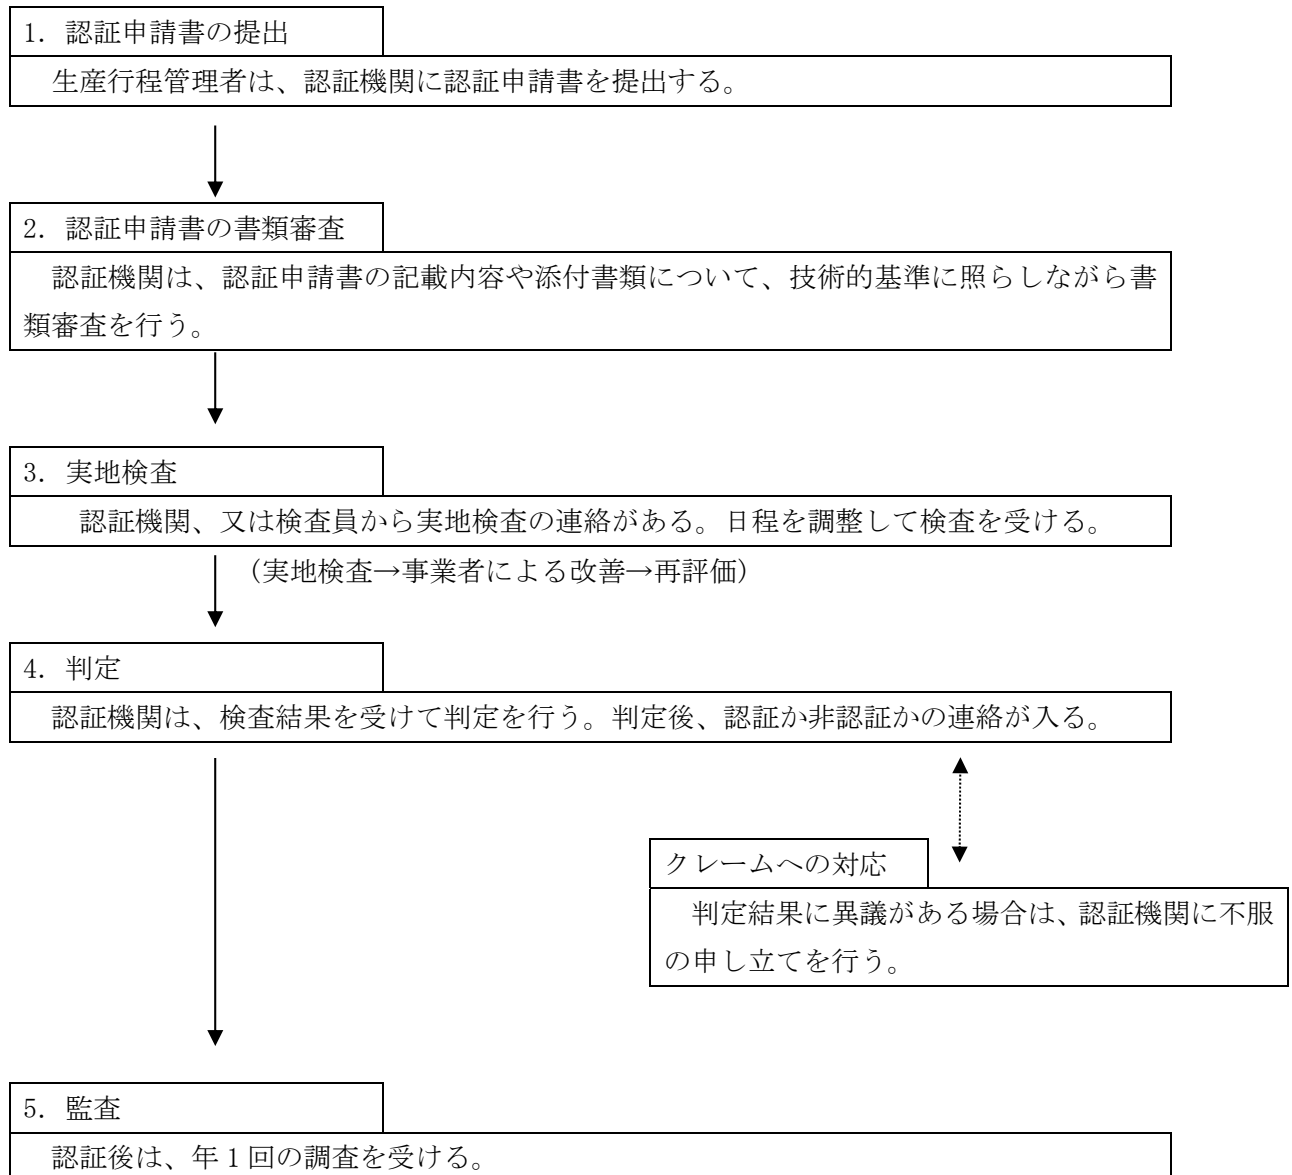 1. 認証申請書の提出
生産行程管理者は、認証機関に認証申請書を提出する。
2. 認証申請書の書類審査
認証機関は、認証申請書の記載内容や添付書類について、技術的基準に照らしながら書
類審査を行う。
3. 実地検査
認証機関、又は検査員から実地検査の連絡がある。日程を調整して検査を受ける。
（実地検査→事業者による改善→再評価）
4. 判定
認証機関は、検査結果を受けて判定を行う。判定後、認証か非認証かの連絡が入る。
クレームへの対応
判定結果に異議がある場合は、認証機関に不服
の申し立てを行う。
5. 監査
認証後は、年1回の調査を受ける。